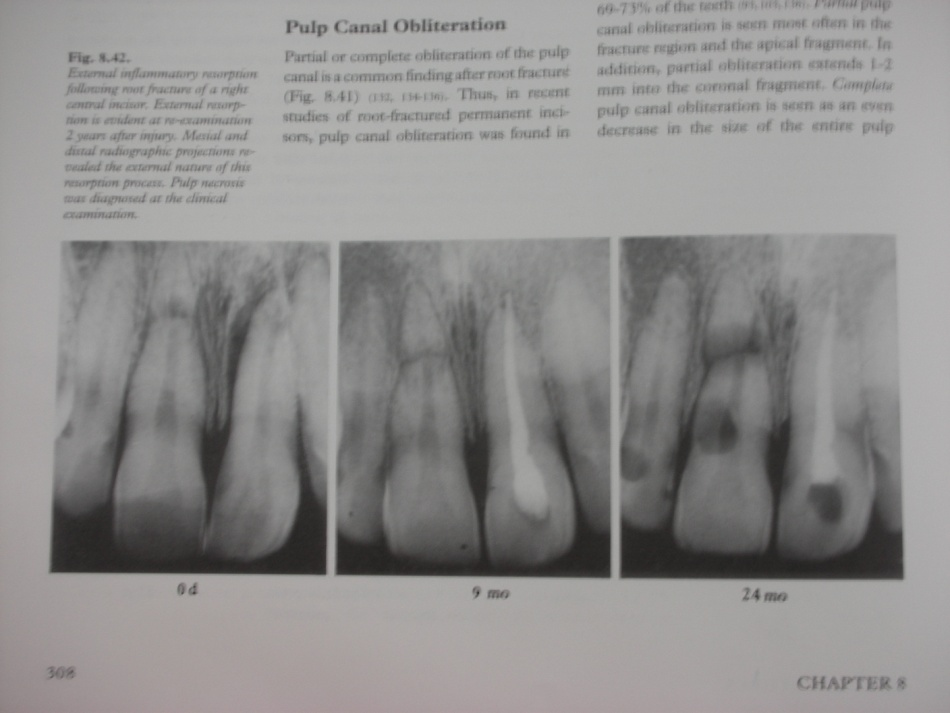 Fig. 8.42.
External inflammatory resorption
following root fracture of a right
central incisor. External resorp-
tion is evident at re-examination
2 years after injury. Mesial and
distal radiographic projections re-
vealed the external nature of this
resorption process. Pulp necrosis
was diagnosed at the clinical
examination.
Pulp Canal Obliteration
Partial or complete obliteration of the pulp
canal is a common finding after root fracture
(Fig. 8.41) (132, 134-136). Thus, in recent
studies of root-fractured permanent inci-
sors, pulp canal obliteration was found in
69-73% of the teeth Partial pulp
canal obliteration is seen most often in the
fracture region and the apical fragment. In
addition, partial obliteration extends 1-2
mm into the coronal fragment. Complete
pulp canal obliteration is seen as an even
decrease in the size of the entire pulp
0 d
9 mo
24 mo
308
CHAPTER 8